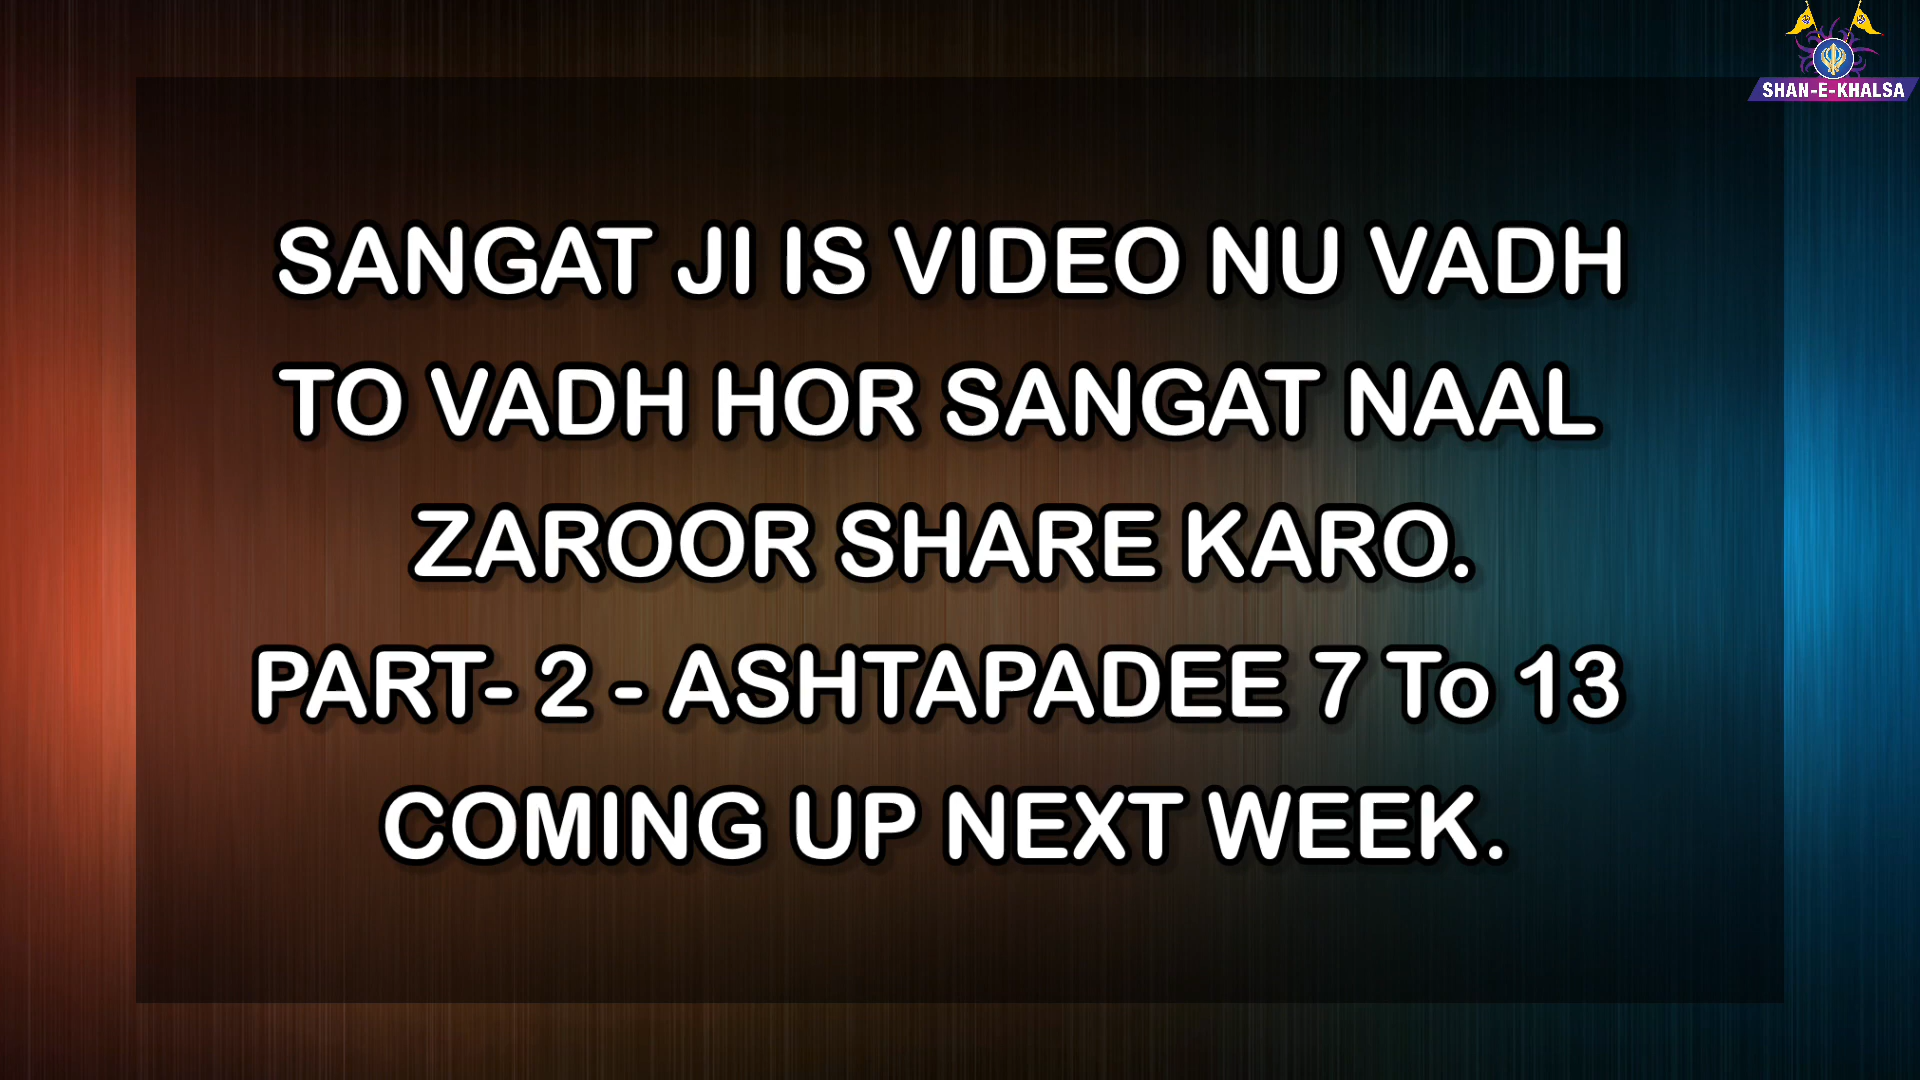 SHAN-E-KHALSA
SANGAT JI IS VIDEO NU VADH
TO VADH HOR SANGAT NAAL
ZAROOR SHARE KARO.
PART- 2 - ASHTAPADEE 7 To 13
COMING UP NEXT WEEK.